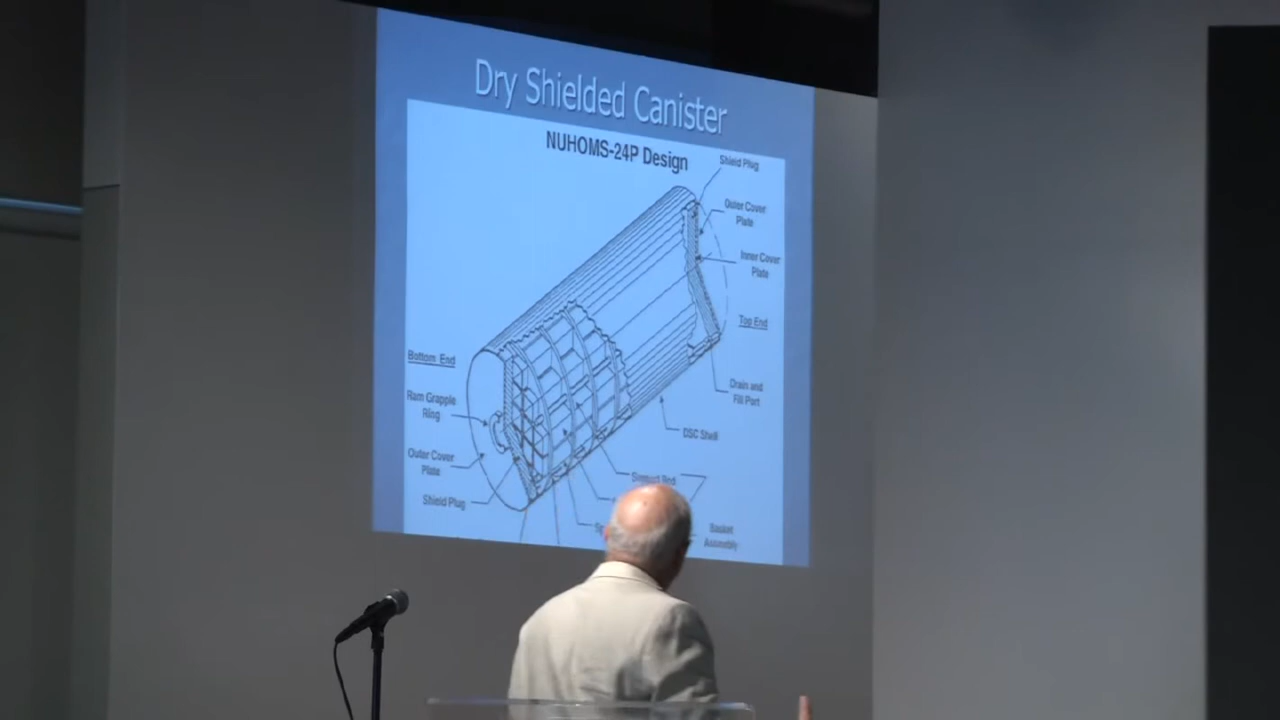 Dry Shielded Canister
NUHOMS-24P Design
Shield Plug
Outer Cover
Plate
Inner Cover
Plate
Top End
Bottom End
Ram Grapple
Ring
Drain and
Fill Port
DSC Shell
Outer Cover
Plate
Support Rod
Shield Plug
Basket
Assembly